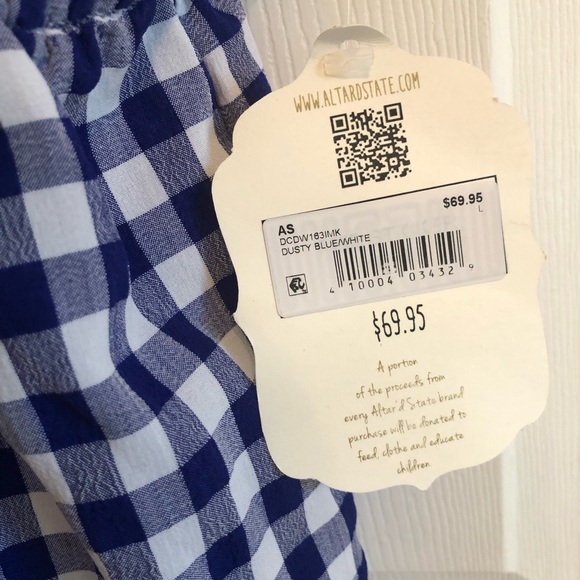 WWW.ALTARDSTATE.COM
AS
$69.95
DCDW163IMK
L
DUSTY BLUE/WHITE
4 10004 03432 9
$69.95
A portion
of the proceeds from
every Altar'd State brand
purchase will be donated to
feed, clothe and educate
children.